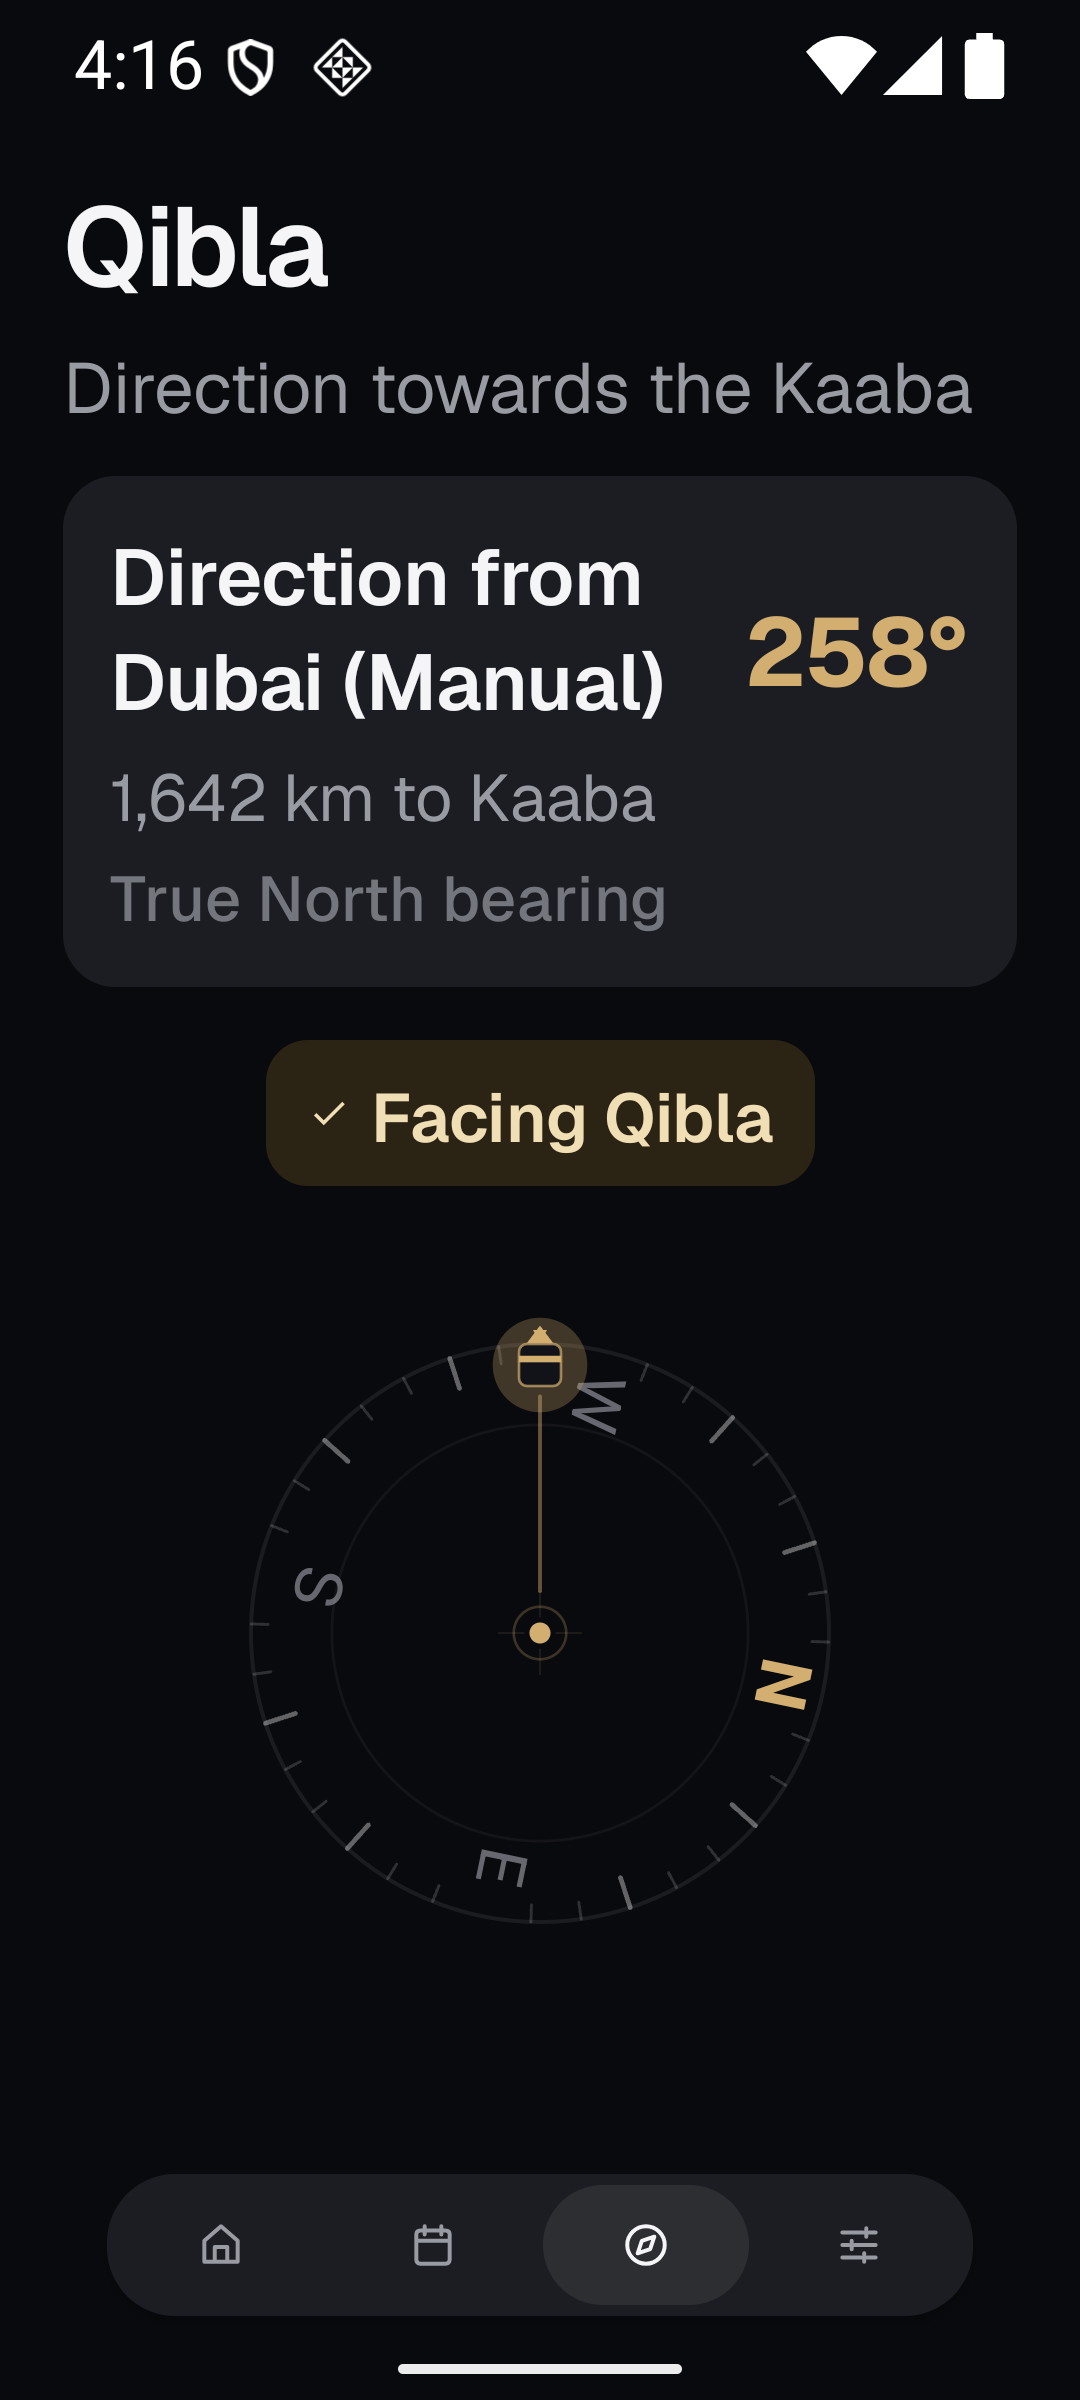 4:16
Qibla
Direction towards the Kaaba
Direction from
Dubai (Manual)
258°
1,642 km to Kaaba
True North bearing
Facing Qibla
W
S
N
E